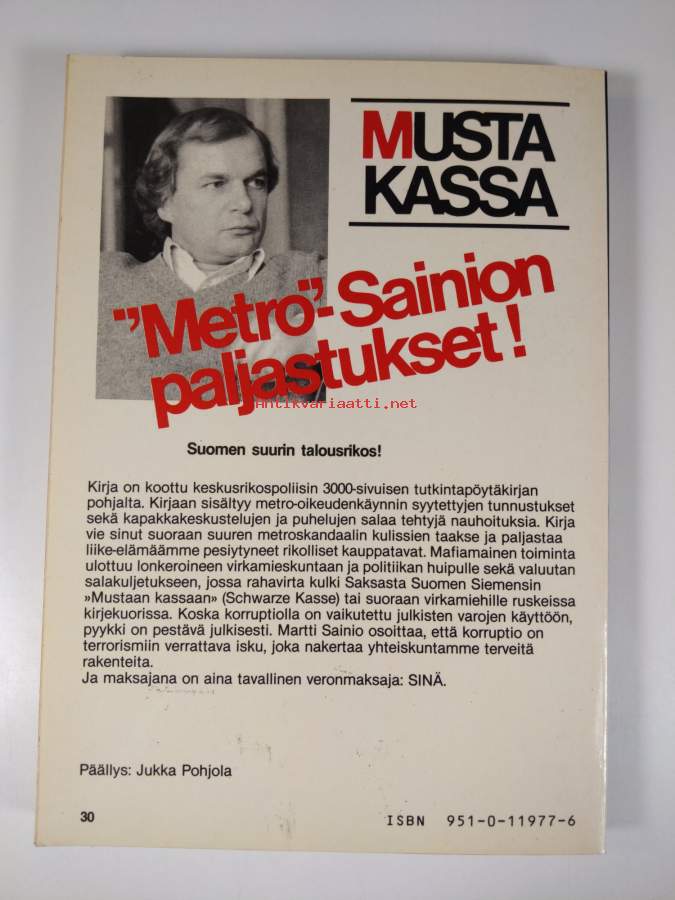 MUSTA
KASSA
"Metro"-Sainion
paljastukset!
antikvariaatti.net
Suomen suurin talousrikos!
Kirja on koottu keskusrikospoliisin 3000-sivuisen tutkintapöytäkirjan
pohjalta. Kirjaan sisältyy metro-oikeudenkäynnin syytettyjen tunnustukset
sekä kapakkakeskustelujen ja puhelujen salaa tehtyjä nauhoituksia. Kirja
vie sinut suoraan suuren metroskandaalin kulissien taakse ja paljastaa
liike-elämäämme pesiytyneet rikolliset kauppatavat. Mafiamainen toiminta
ulottuu lonkeroineen virkamieskuntaan ja politiikan huipulle sekä valuutan
salakuljetukseen, jossa rahavirta kulki Saksasta Suomen Siemensin
»Mustaan kassaan» (Schwarze Kasse) tai suoraan virkamiehille ruskeissa
kirjekuorissa. Koska korruptiolla on vaikutettu julkisten varojen käyttöön,
pyykki on pestävä julkisesti. Martti Sainio osoittaa, että korruptio on
terrorismiin verrattava isku, joka nakertaa yhteiskuntamme terveitä
rakenteita.
Ja maksajana on aina tavallinen veronmaksaja: SINÄ.
Päällys: Jukka Pohjola
30
ISBN 951-0-11977-6